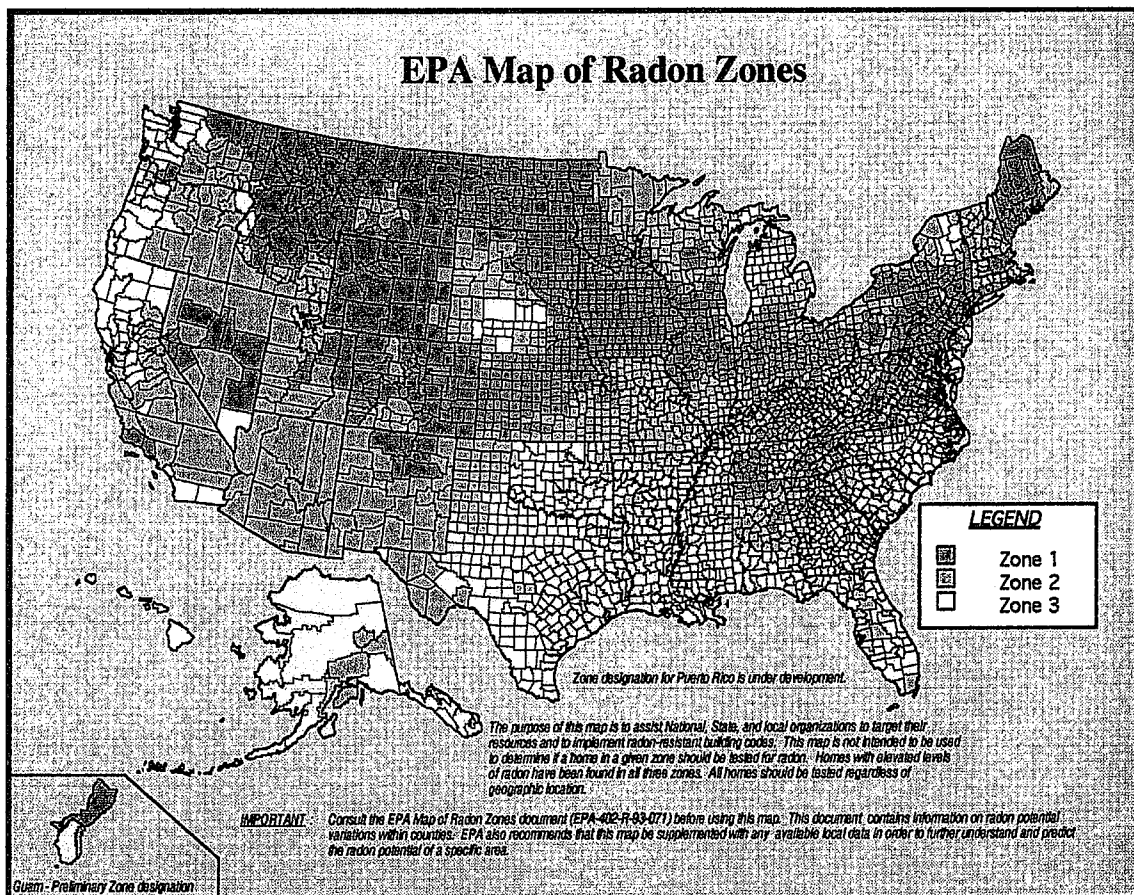 EPA Map of Radon Zones
LEGEND
Zone 1
Zone 2
Zone 3
Zone designation for Puerto Rico is under development.
The purpose of this map is to assist National, State, and local organizations to target their
resources and to implement radon-resistant building codes. This map is not intended to be used
to determine if a home in a given zone should be tested for radon. Homes with elevated levels
of radon have been found in all three zones. All homes should be tested regardless of
geographic location.
IMPORTANT: Consult the EPA Map of Radon Zones document (EPA-402-R-93-071) before using this map. This document contains information on radon potential
variations within counties. EPA also recommends that this map be supplemented with any available local data in order to further understand and predict
the radon potential of a specific area.
Guam - Preliminary Zone designation